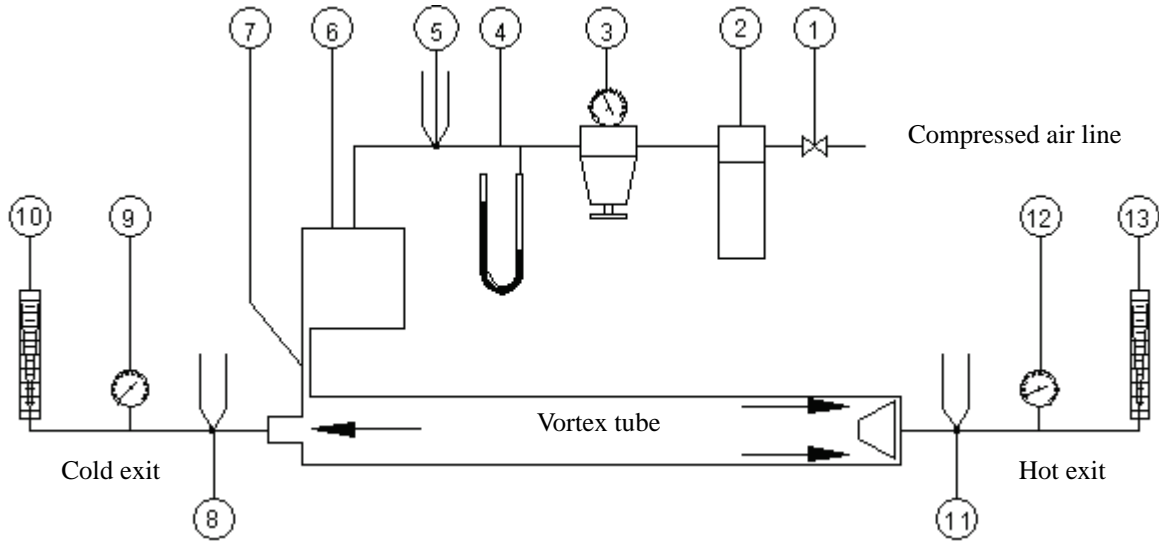 7 6 5 4 3 2 1
Compressed air line
10 9 12 13
Vortex tube
Cold exit Hot exit
8 11